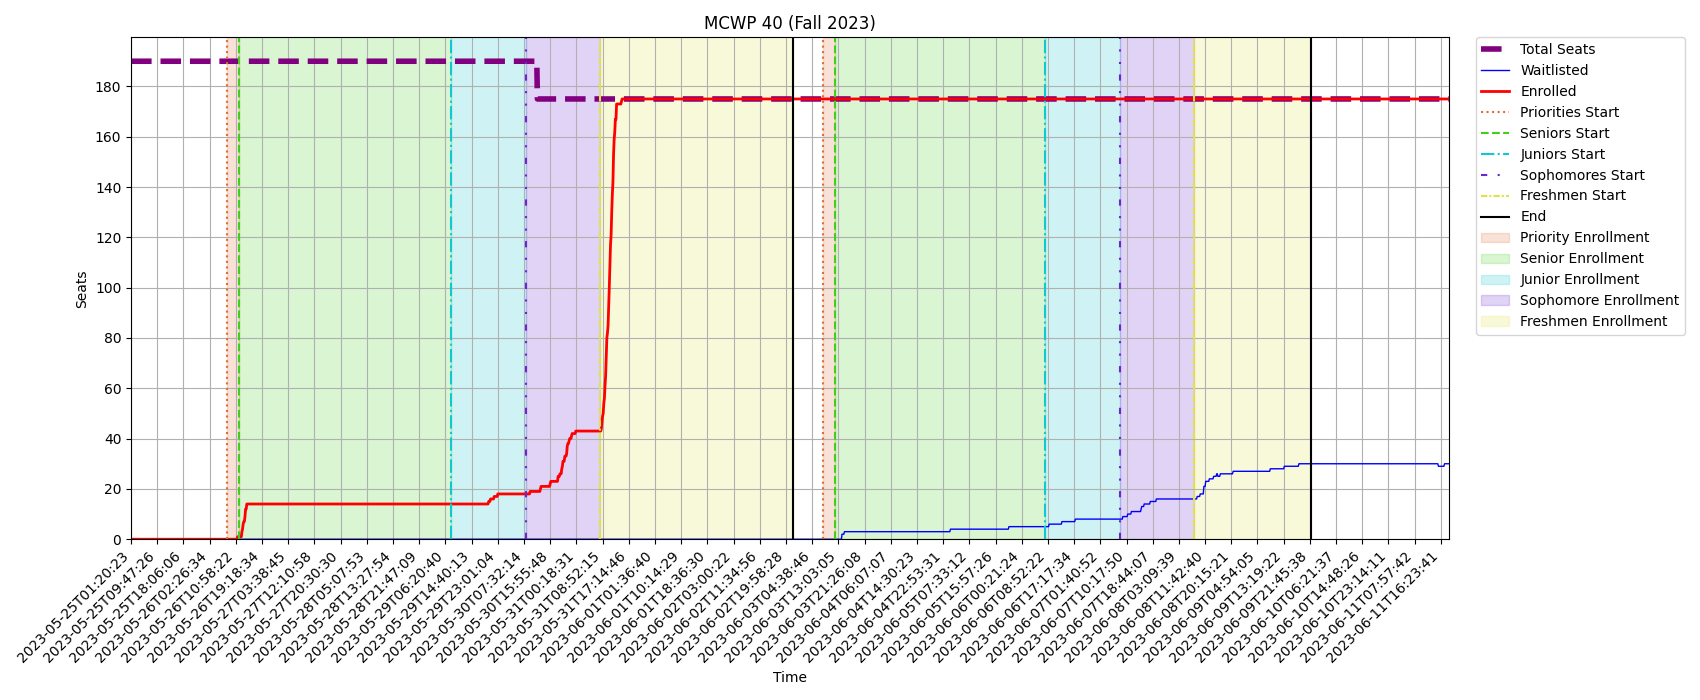 MCWP 40 (Fall 2023)
Seats
180
160
140
120
100
80
60
40
20
0
2023-05-25T01:20:23
2023-05-25T09:47:26
2023-05-25T18:06:06
2023-05-26T02:26:34
2023-05-26T10:58:22
2023-05-26T19:18:34
2023-05-27T03:38:45
2023-05-27T12:10:58
2023-05-27T20:30:30
2023-05-28T05:07:53
2023-05-28T13:27:54
2023-05-28T21:47:09
2023-05-29T06:20:40
2023-05-29T14:40:13
2023-05-29T23:01:04
2023-05-30T07:32:14
2023-05-30T15:55:48
2023-05-31T00:18:31
2023-05-31T08:52:15
2023-05-31T17:14:46
2023-06-01T01:36:40
2023-06-01T10:14:29
2023-06-01T18:36:30
2023-06-02T03:00:22
2023-06-02T11:34:56
2023-06-02T19:58:28
2023-06-03T04:38:46
2023-06-03T13:03:05
2023-06-03T21:26:08
2023-06-04T06:07:07
2023-06-04T14:30:23
2023-06-04T22:53:31
2023-06-05T07:33:12
2023-06-05T15:57:26
2023-06-06T00:21:24
2023-06-06T08:52:22
2023-06-06T17:17:34
2023-06-07T01:40:52
2023-06-07T10:17:50
2023-06-07T18:44:07
2023-06-08T03:09:39
2023-06-08T11:42:40
2023-06-08T20:15:21
2023-06-09T04:54:05
2023-06-09T13:19:22
2023-06-09T21:45:38
2023-06-10T06:21:37
2023-06-10T14:48:26
2023-06-10T23:14:11
2023-06-11T07:57:42
2023-06-11T16:23:41
Time
Total Seats
Waitlisted
Enrolled
Priorities Start
Seniors Start
Juniors Start
Sophomores Start
Freshmen Start
End
Priority Enrollment
Senior Enrollment
Junior Enrollment
Sophomore Enrollment
Freshmen Enrollment